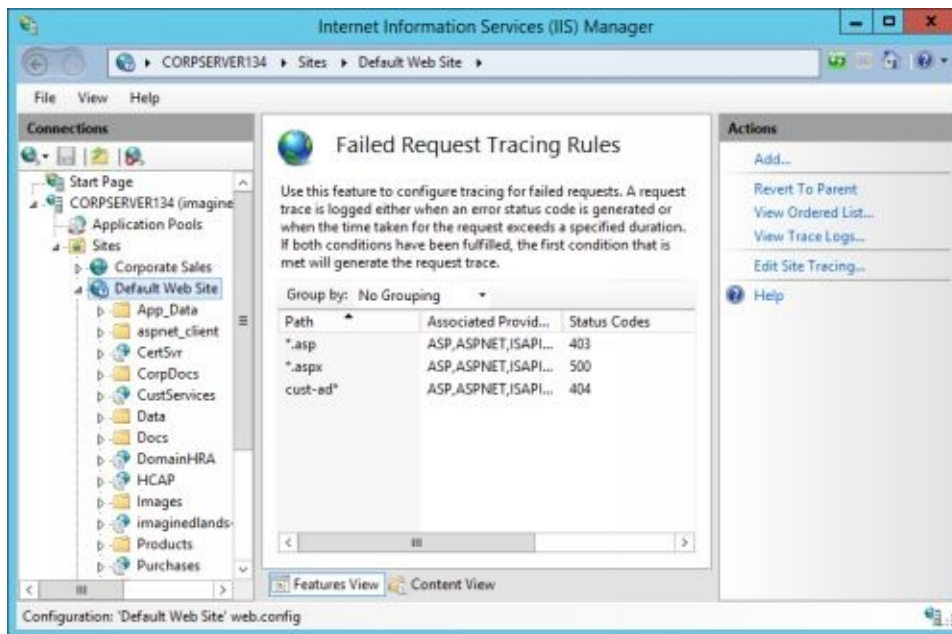 Internet Information Services (IIS) Manager
CORPSERVER134 Sites Default Web Site
File View Help
Connections
Start Page
CORPSERVER134 (imagine
Application Pools
Sites
Corporate Sales
Default Web Site
App_Data
aspnet_client
CertSvr
CorpDocs
CustServices
Data
Docs
DomainHRA
HCAP
Images
imaginedlands-
Products
Purchases
Failed Request Tracing Rules
Use this feature to configure tracing for failed requests. A request
trace is logged either when an error status code is generated or
when the time taken for the request exceeds a specified duration.
If both conditions have been fulfilled, the first condition that is
met will generate the request trace.
Group by: No Grouping
Path Associated Provid... Status Codes
*.asp ASP,ASPNET,ISAPI... 403
*.aspx ASP,ASPNET,ISAPI... 500
cust-ad* ASP,ASPNET,ISAPI... 404
Features View Content View
Actions
Add...
Revert To Parent
View Ordered List...
View Trace Logs...
Edit Site Tracing...
Help
Configuration: 'Default Web Site' web.config